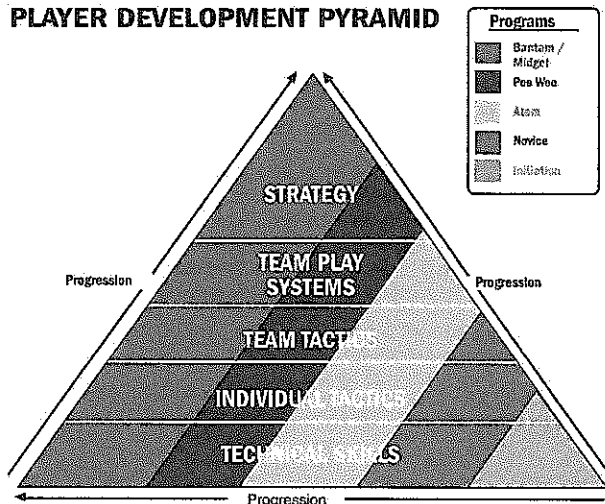 PLAYER DEVELOPMENT PYRAMID
Programs
Bantam /
Midget
Pee Wee
Atom
Novice
Initiation
STRATEGY
TEAM PLAY
SYSTEMS
TEAM TACTICS
INDIVIDUAL TACTICS
TECHNICAL SKILLS
Progression
Progression
Progression